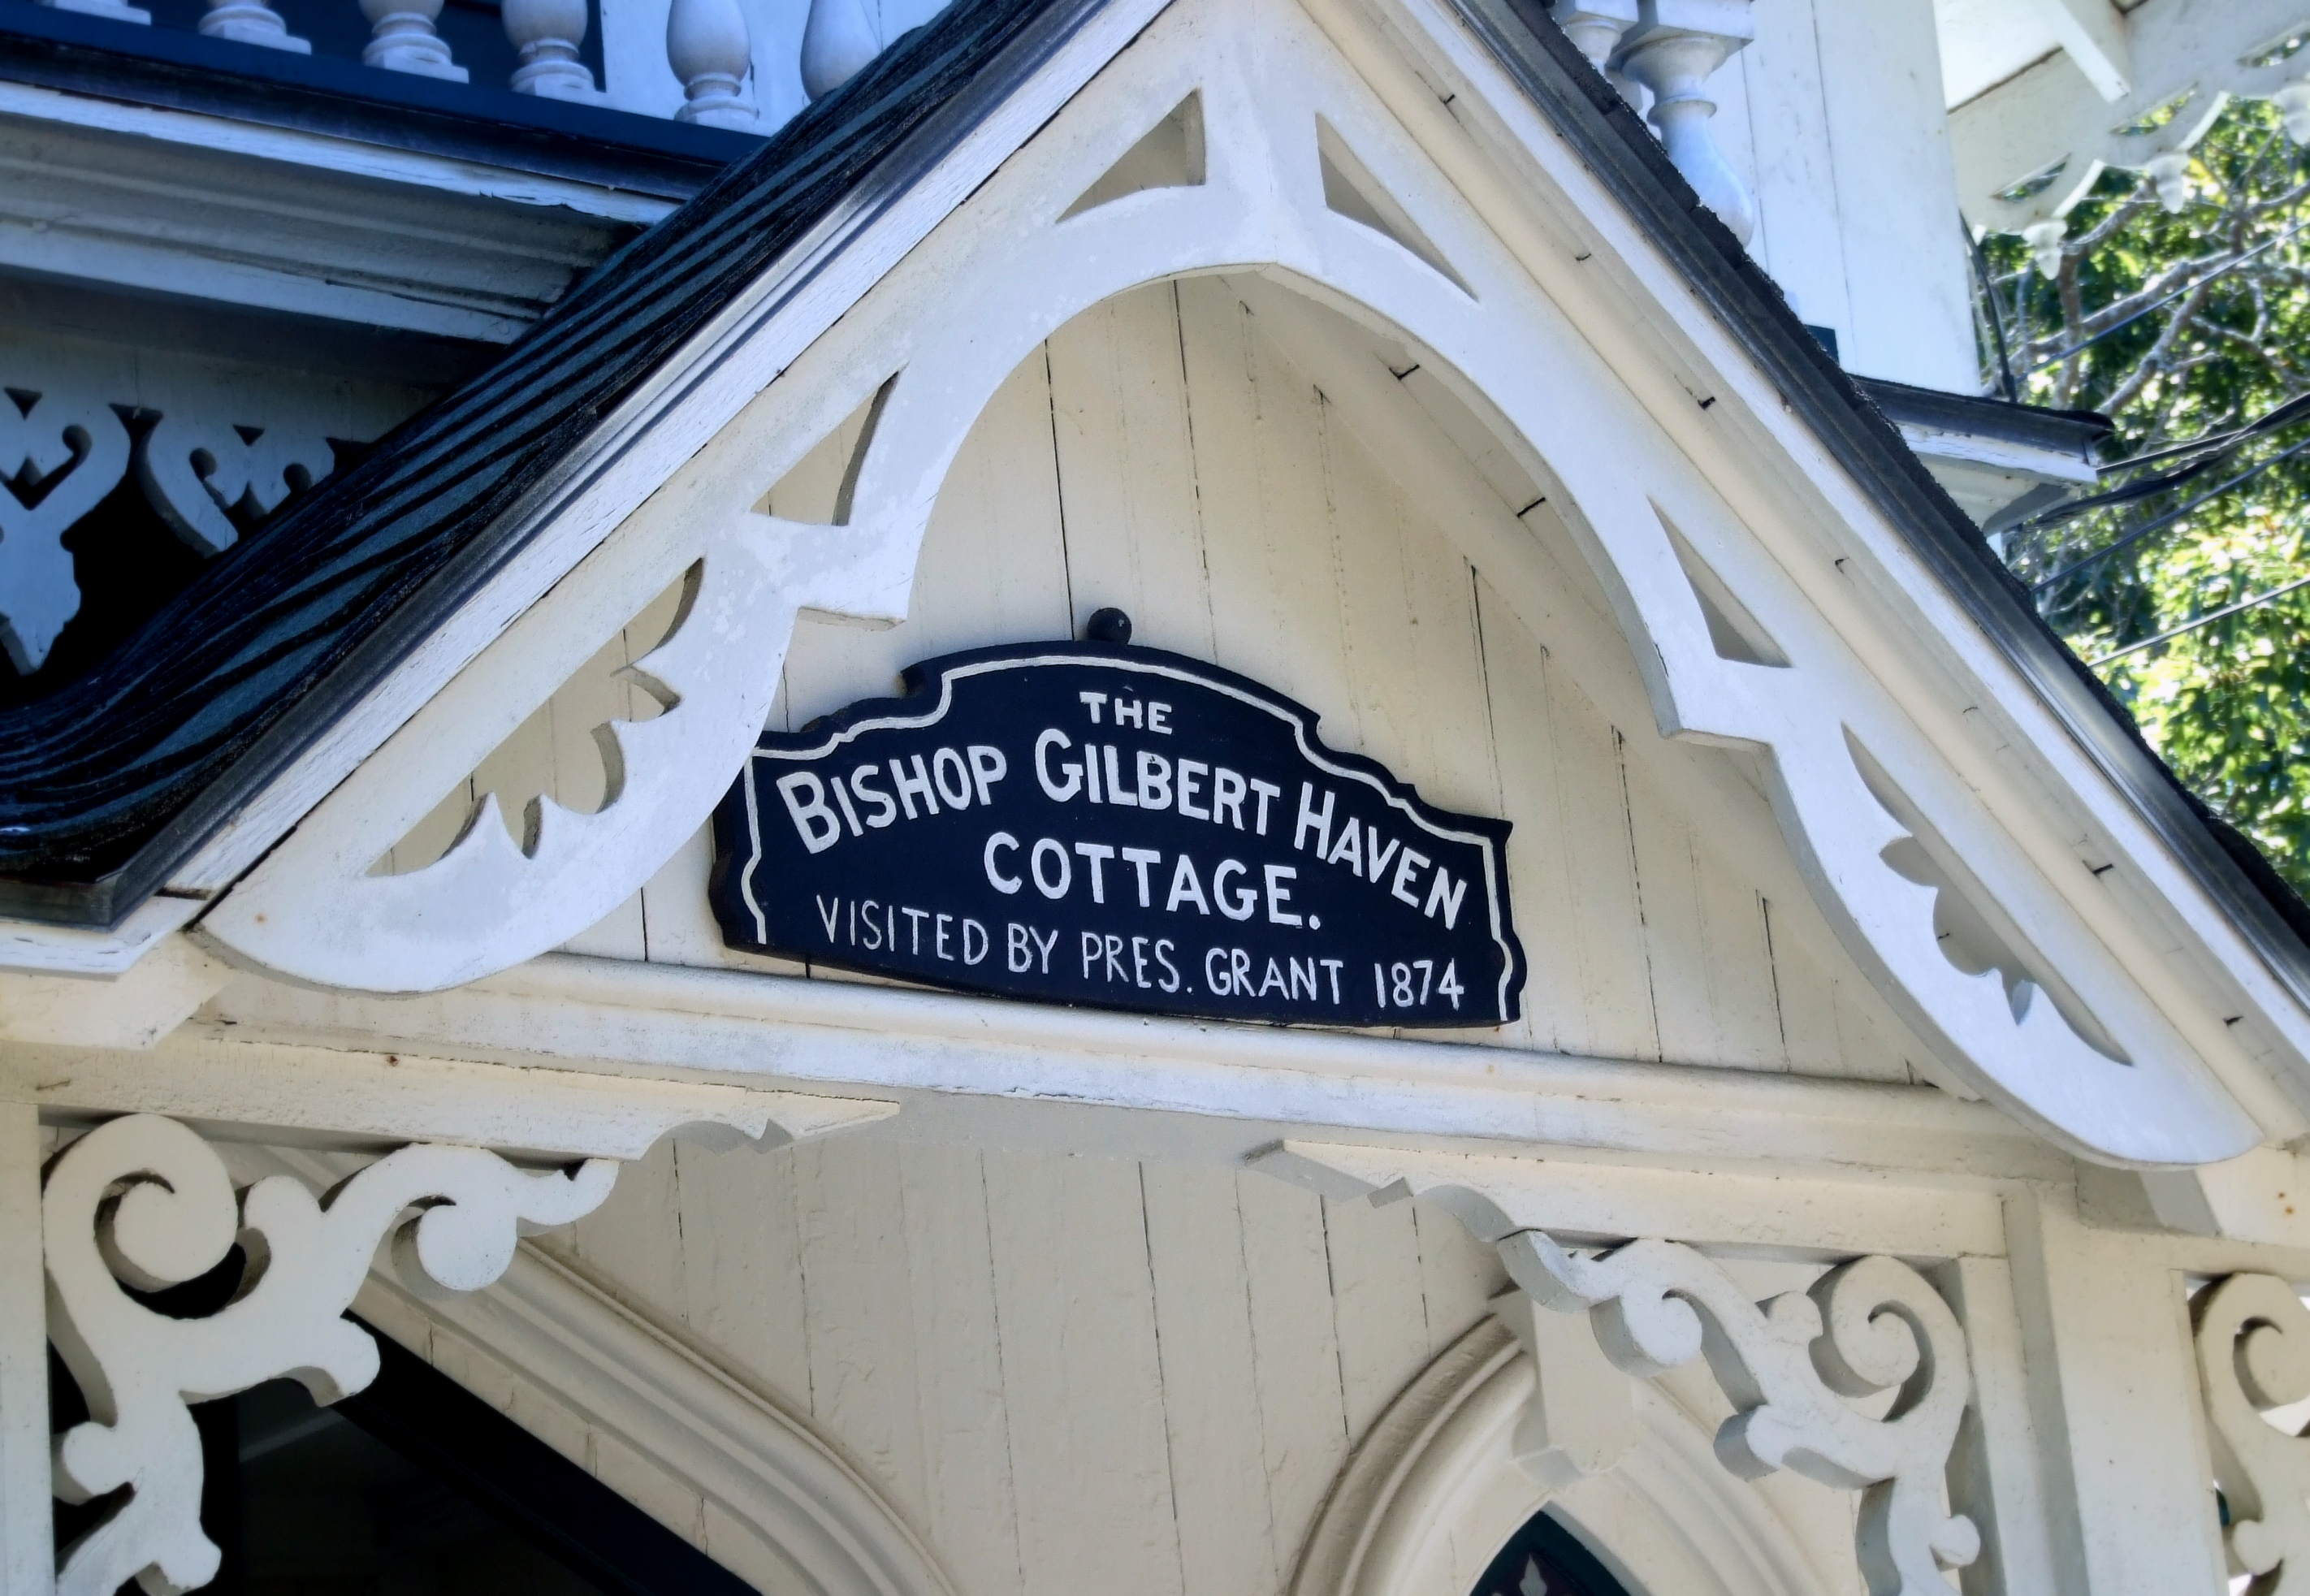 THE
BISHOP GILBERT HAVEN
COTTAGE.
VISITED BY PRES. GRANT 1874